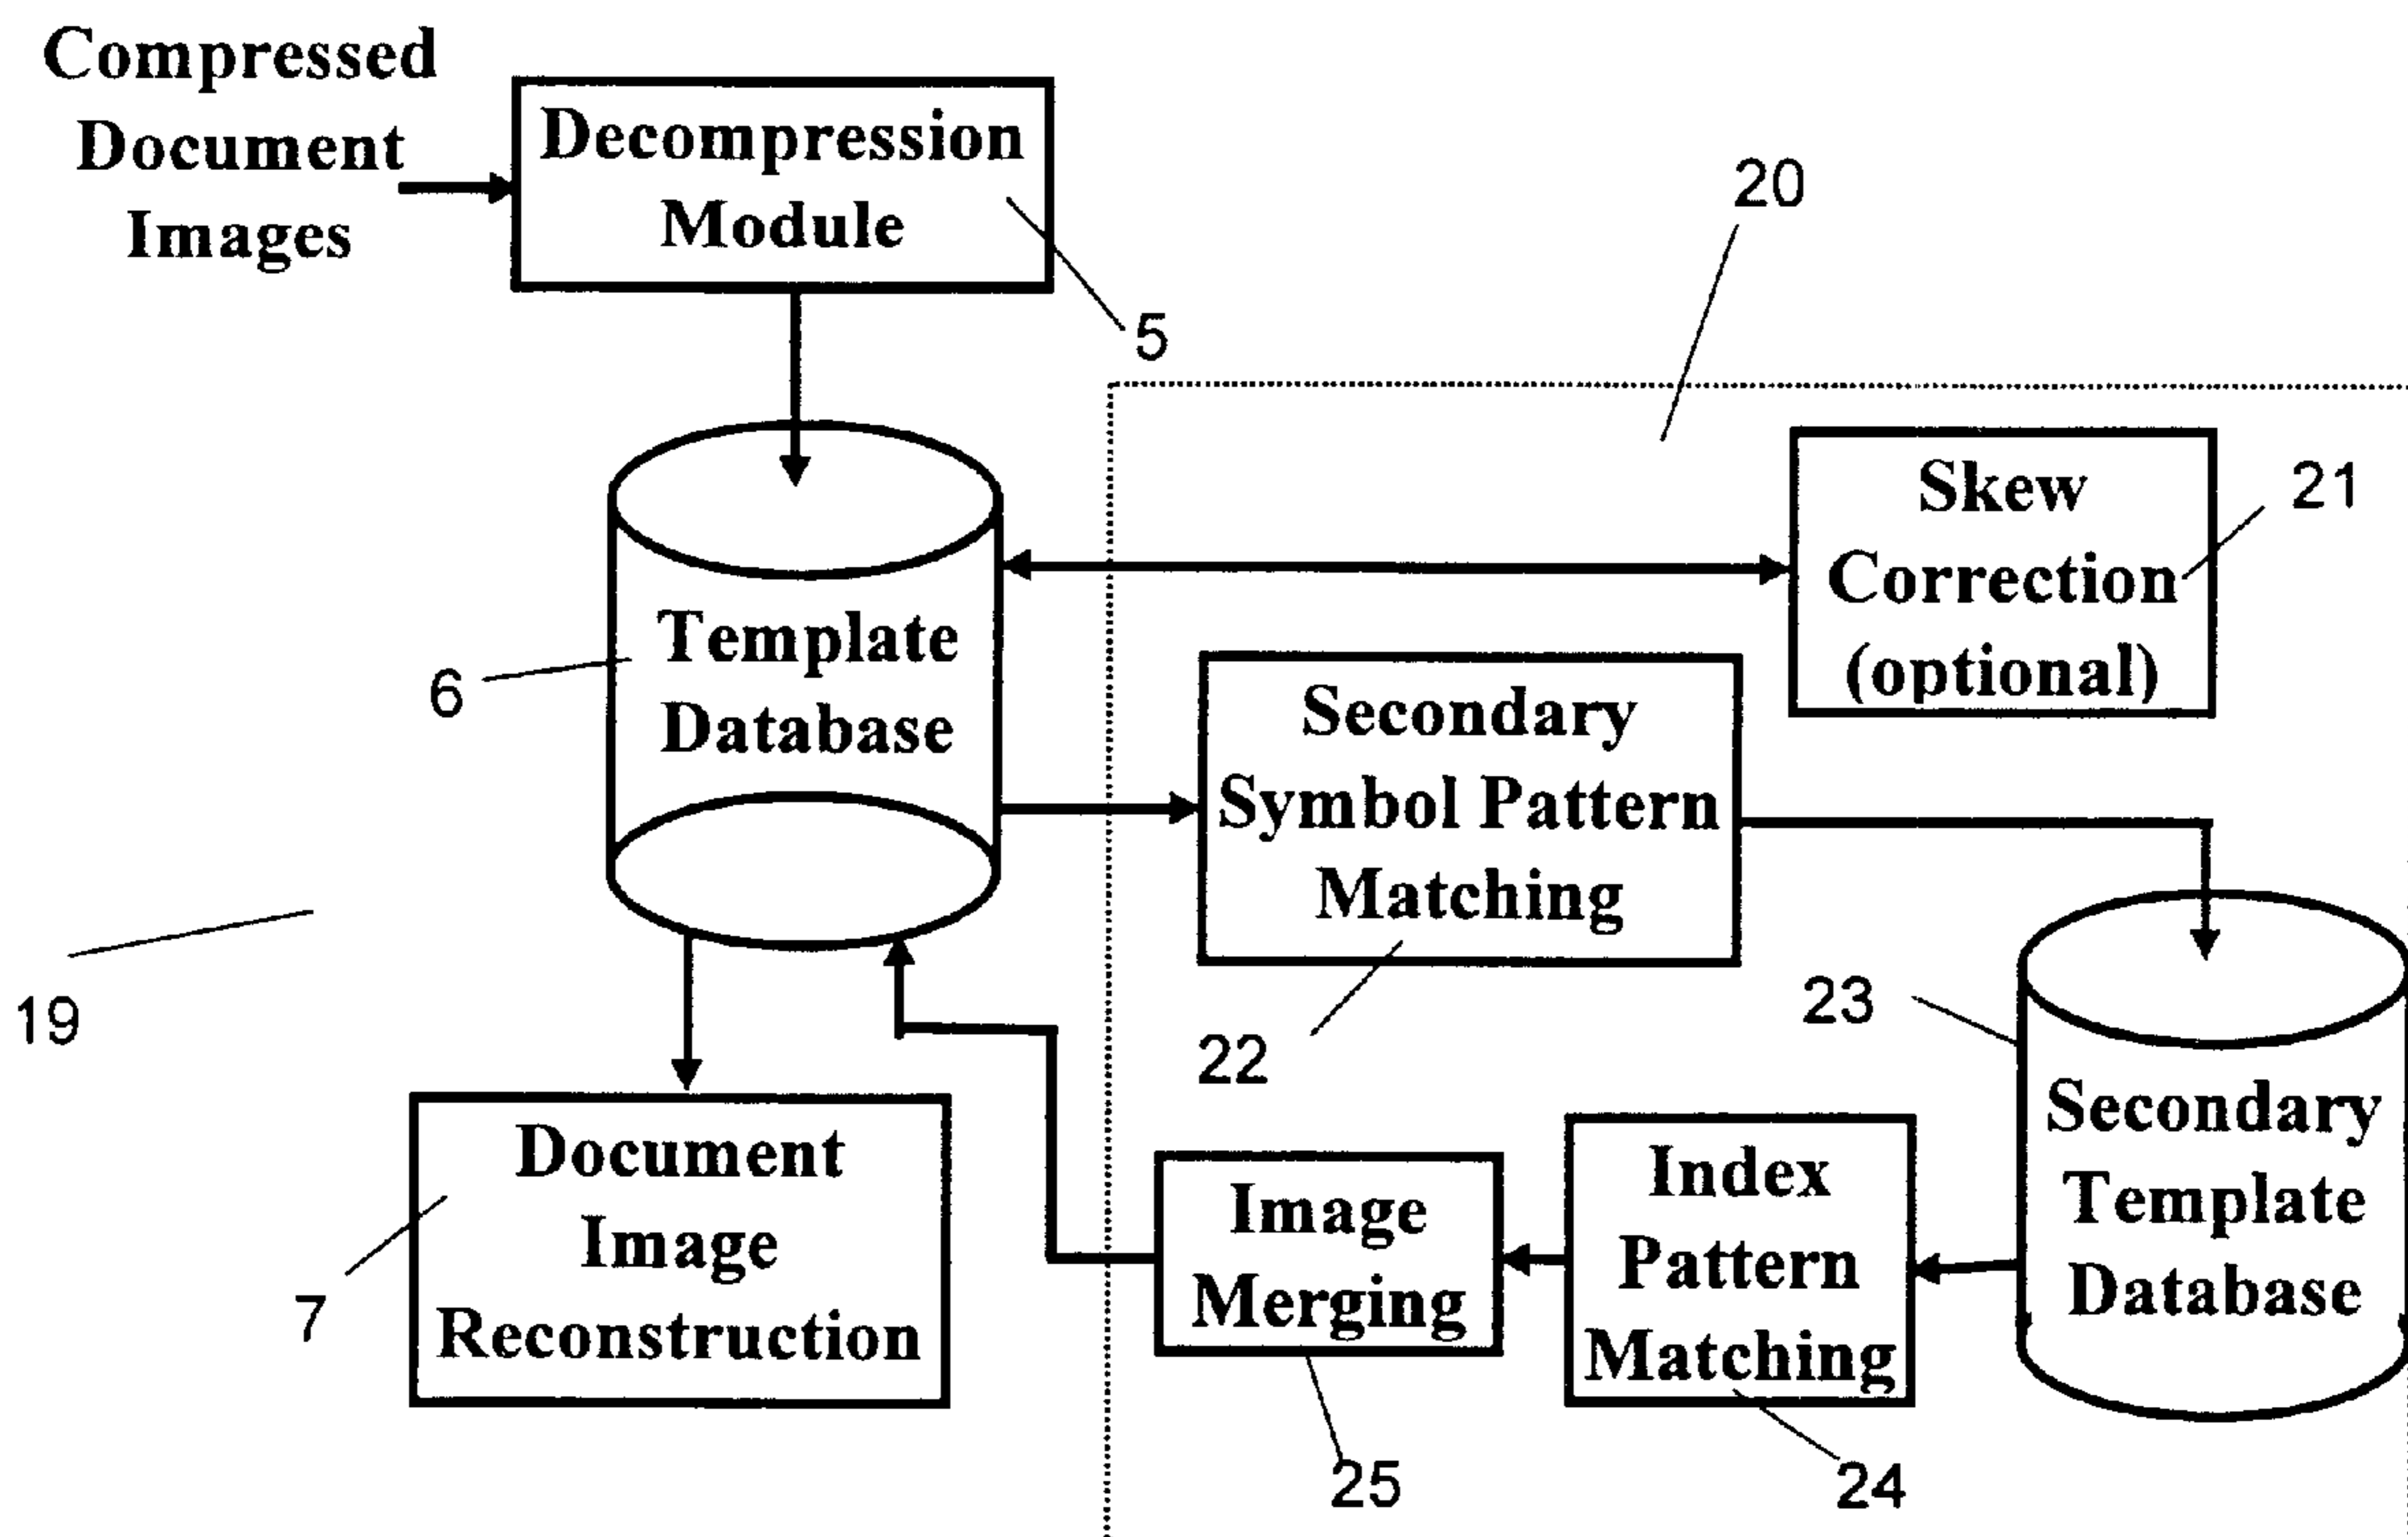 Compressed
Document
Images
Decompression
Module
5
20
Skew
Correction
(optional)
21
Template
Database
6
Secondary
Symbol Pattern
Matching
22
23
Secondary
Template
Database
19
Document
Image
Reconstruction
7
Image
Merging
25
Index
Pattern
Matching
24